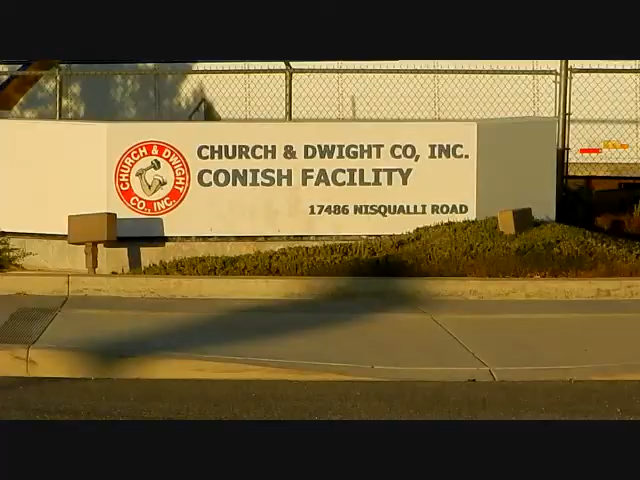 CHURCH & DWIGHT
CO., INC.
CHURCH & DWIGHT CO, INC.
CONISH FACILITY
17486 NISQUALLI ROAD